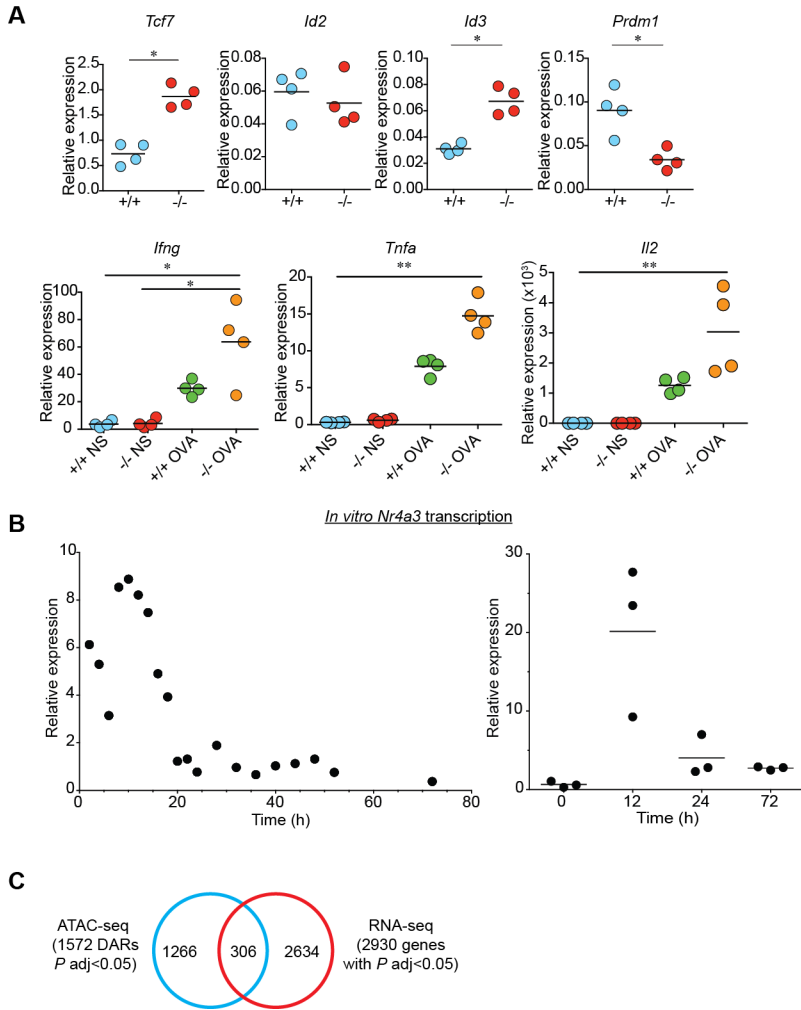 A
Tcf7
Id2
Id3
Prdm1
*
*
*
Relative expression
2.5
2.0
1.5
1.0
0.5
0.0
+/+
-/-
Relative expression
0.08
0.06
0.04
0.02
0.00
+/+
-/-
Relative expression
0.10
0.08
0.06
0.04
0.02
0.00
+/+
-/-
Relative expression
0.15
0.10
0.05
0.00
+/+
-/-
Ifng
Tnfa
Il2
*
*
**
**
Relative expression
100
80
60
40
20
0
+/+ NS
-/- NS
+/+ OVA
-/- OVA
Relative expression
20
15
10
5
0
+/+ NS
-/- NS
+/+ OVA
-/- OVA
Relative expression (x10³)
5
4
3
2
1
0
+/+ NS
-/- NS
+/+ OVA
-/- OVA
B
In vitro Nr4a3 transcription
Relative expression
10
8
6
4
2
0
0 20 40 60 80
Time (h)
Relative expression
30
20
10
0
0 12 24 72
Time (h)
C
ATAC-seq
(1572 DARs
P adj<0.05)
1266 306 2634
RNA-seq
(2930 genes
with P adj<0.05)